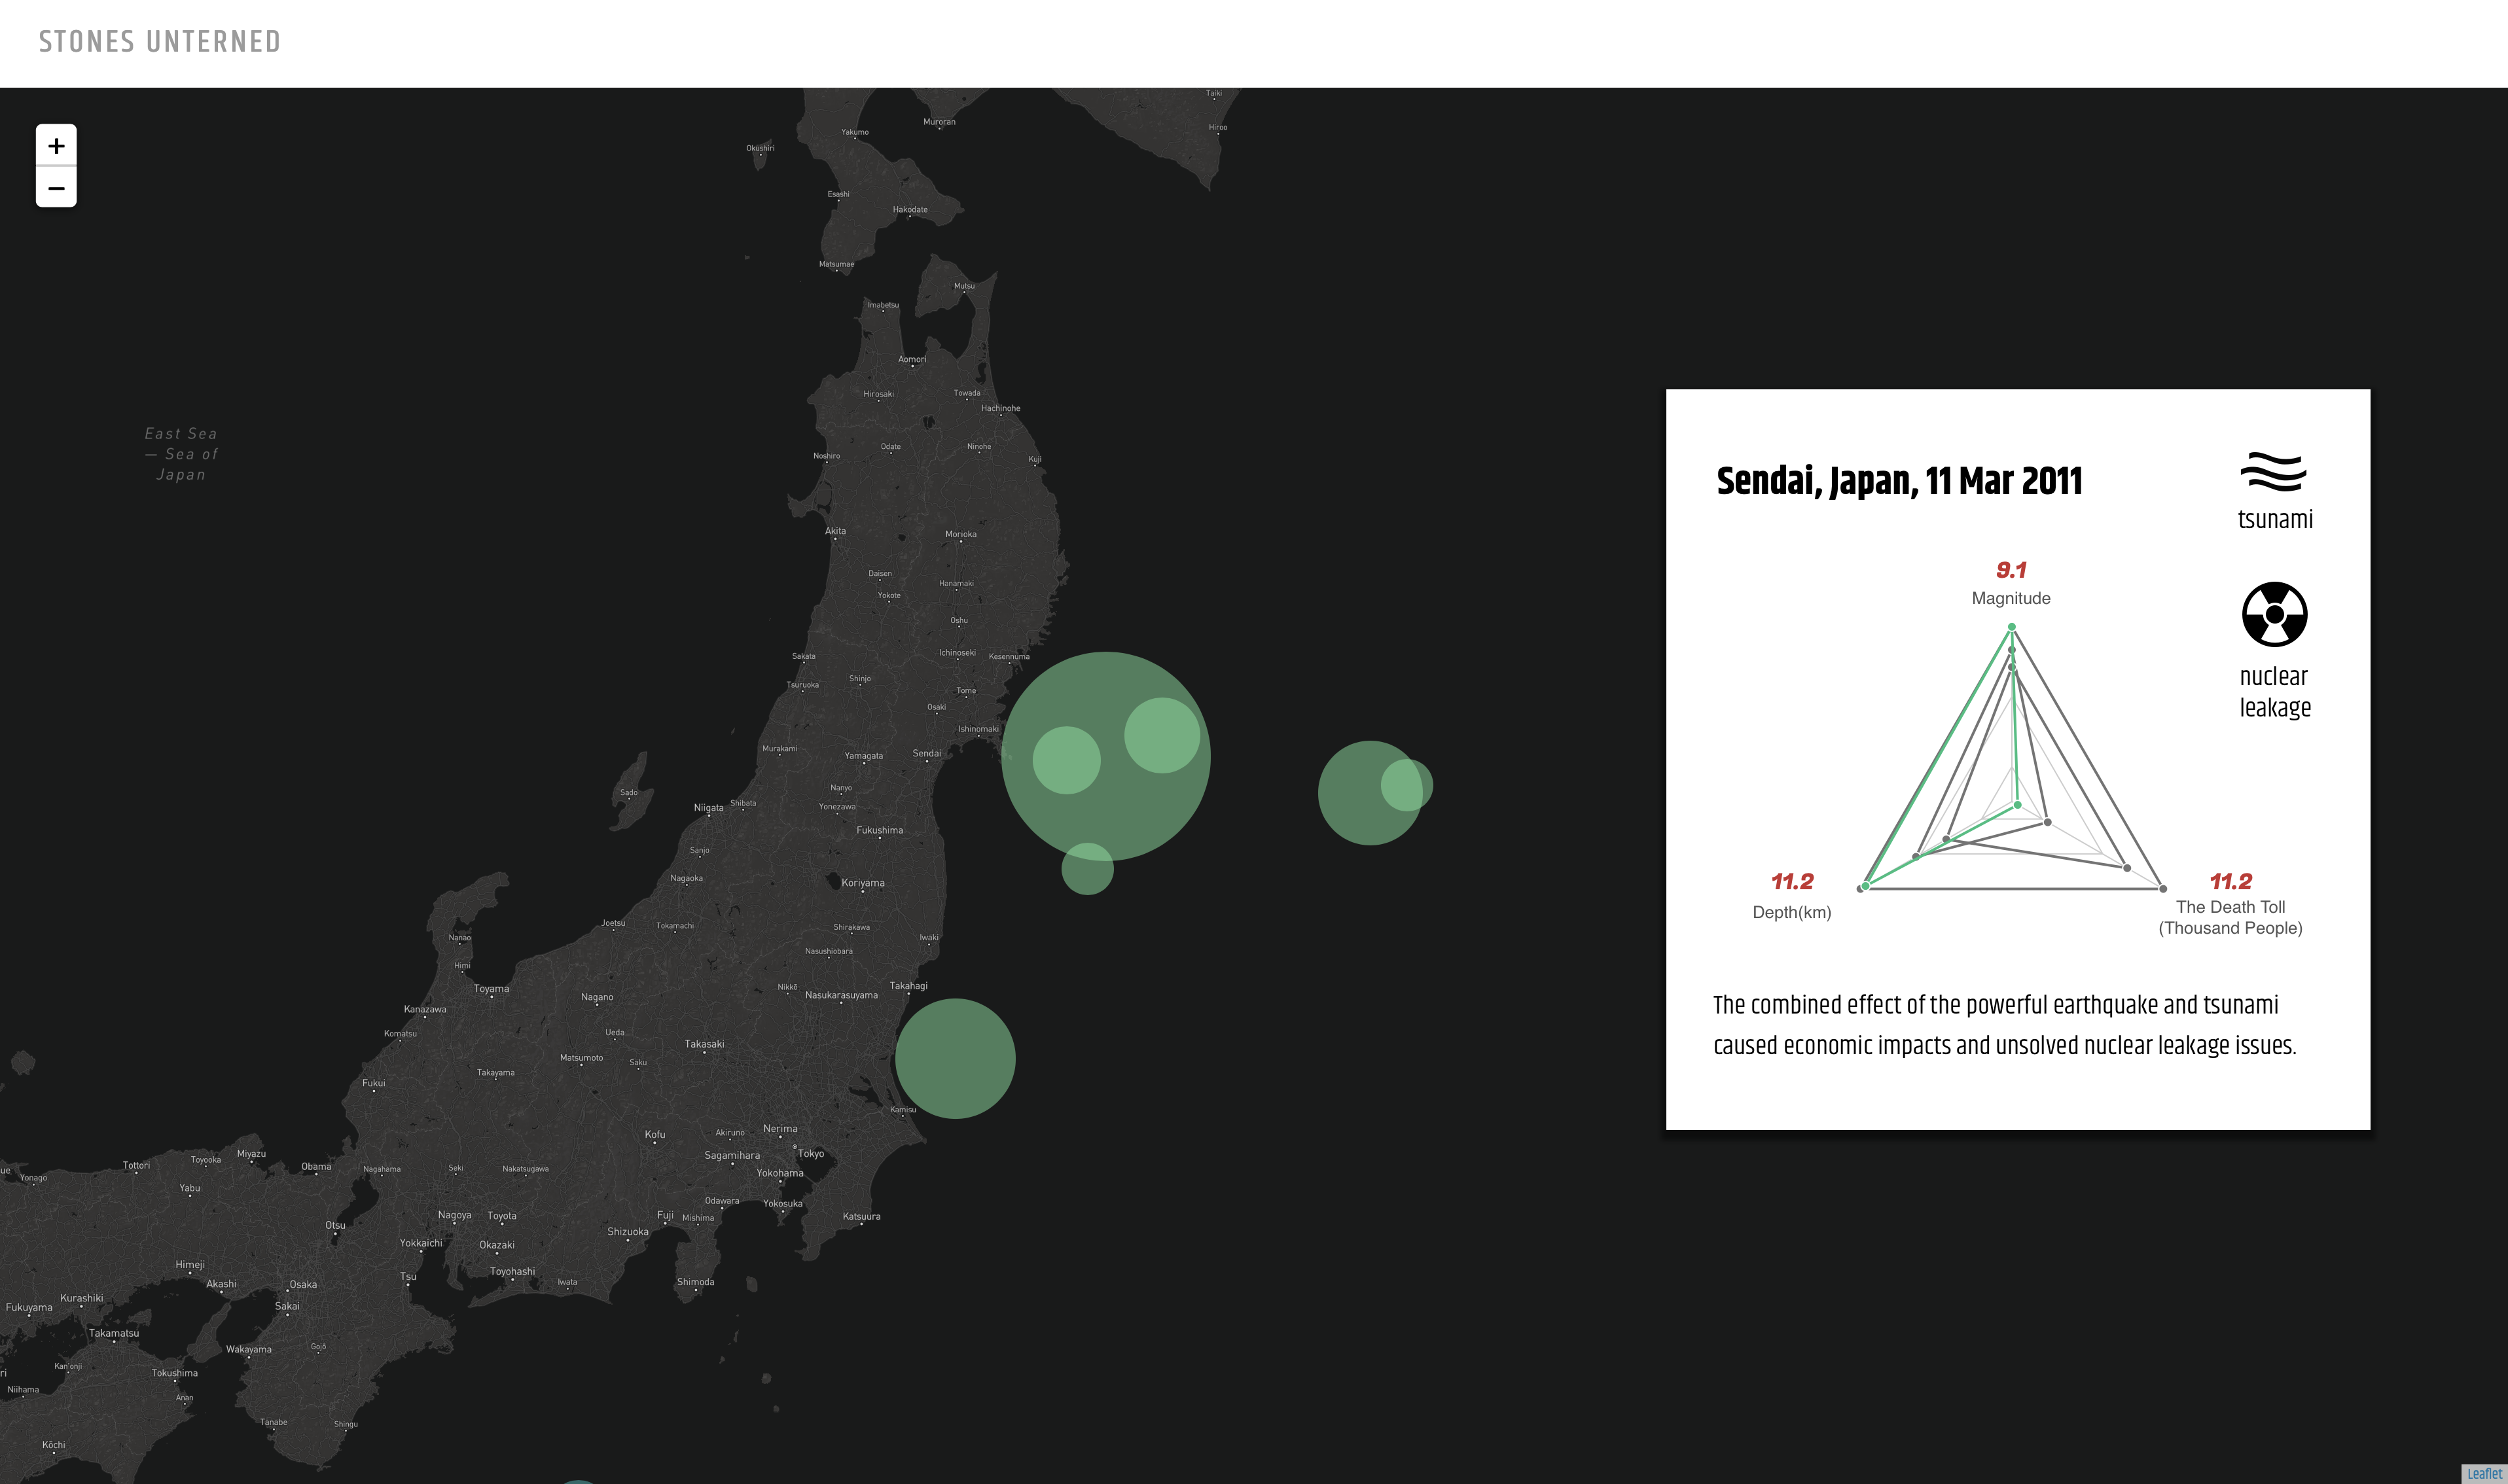 STONES UNTERNED
+
−
Taiki
Muroran
Hiroo
Yakumo
Okushiri
Esashi
Hakodate
Matsumae
Mutsu
Imabetsu
Aomori
Hirosaki
Towada
Hachinohe
East Sea
— Sea of
Japan
Odate
Ninohe
Noshiro
Kuji
Akita
Morioka
Daisen
Hanamaki
Yokote
Oshu
Ichinoseki
Kesennuma
Sakata
Shinjo
Tsuruoka
Tome
Osaki
Ishinomaki
Murakami
Yamagata
Sendai
Nanyo
Sado
Niigata
Shibata
Yonezawa
Fukushima
Sanjo
Nagaoka
Koriyama
Joetsu
Tokamachi
Shirakawa
Nanao
Iwaki
Nasushiobara
Himi
Toyama
Nagano
Nikkō
Nasukarasuyama
Takahagi
Kanazawa
Komatsu
Ueda
Takasaki
Matsumoto
Saku
Takayama
Fukui
Kamisu
Kofu
Akiruno
Nerima
Tokyo
Sagamihara
Yokohama
Miyazu
Toyooka
Tottori
Obama
Nagahama
Seki
Nakatsugawa
ue
Yonago
Yabu
Odawara
Yokosuka
Nagoya
Toyota
Fuji
Mishima
Katsuura
Otsu
Shizuoka
Yokkaichi
Okazaki
Himeji
Toyohashi
Tsu
Akashi
Osaka
Iwata
Shimoda
Kurashiki
Fukuyama
Sakai
Takamatsu
Wakayama
Gojō
Kan'onji
ri
Tokushima
Niihama
Anan
Tanabe
Shingu
Kōchi
Sendai, Japan, 11 Mar 2011
tsunami
nuclear
leakage
9.1
Magnitude
11.2
Depth(km)
11.2
The Death Toll
(Thousand People)
The combined effect of the powerful earthquake and tsunami
caused economic impacts and unsolved nuclear leakage issues.
Leaflet